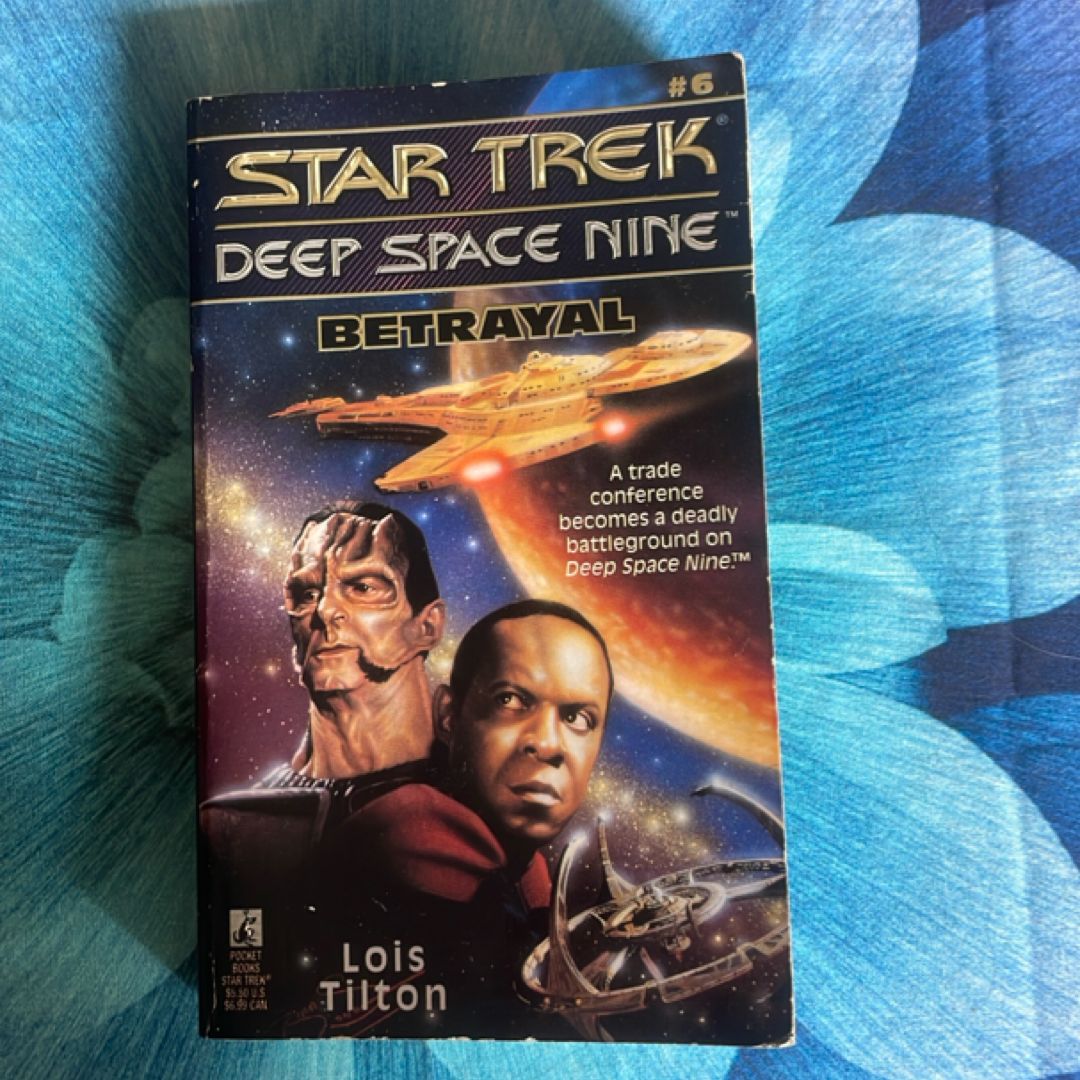 #6
STAR TREK®
DEEP SPACE NINE™
BETRAYAL
A trade
conference
becomes a deadly
battleground on
Deep Space Nine.™
Lois
Tilton
POCKET
BOOKS
STAR TREK®
$5.50 U.S.
$6.99 CAN